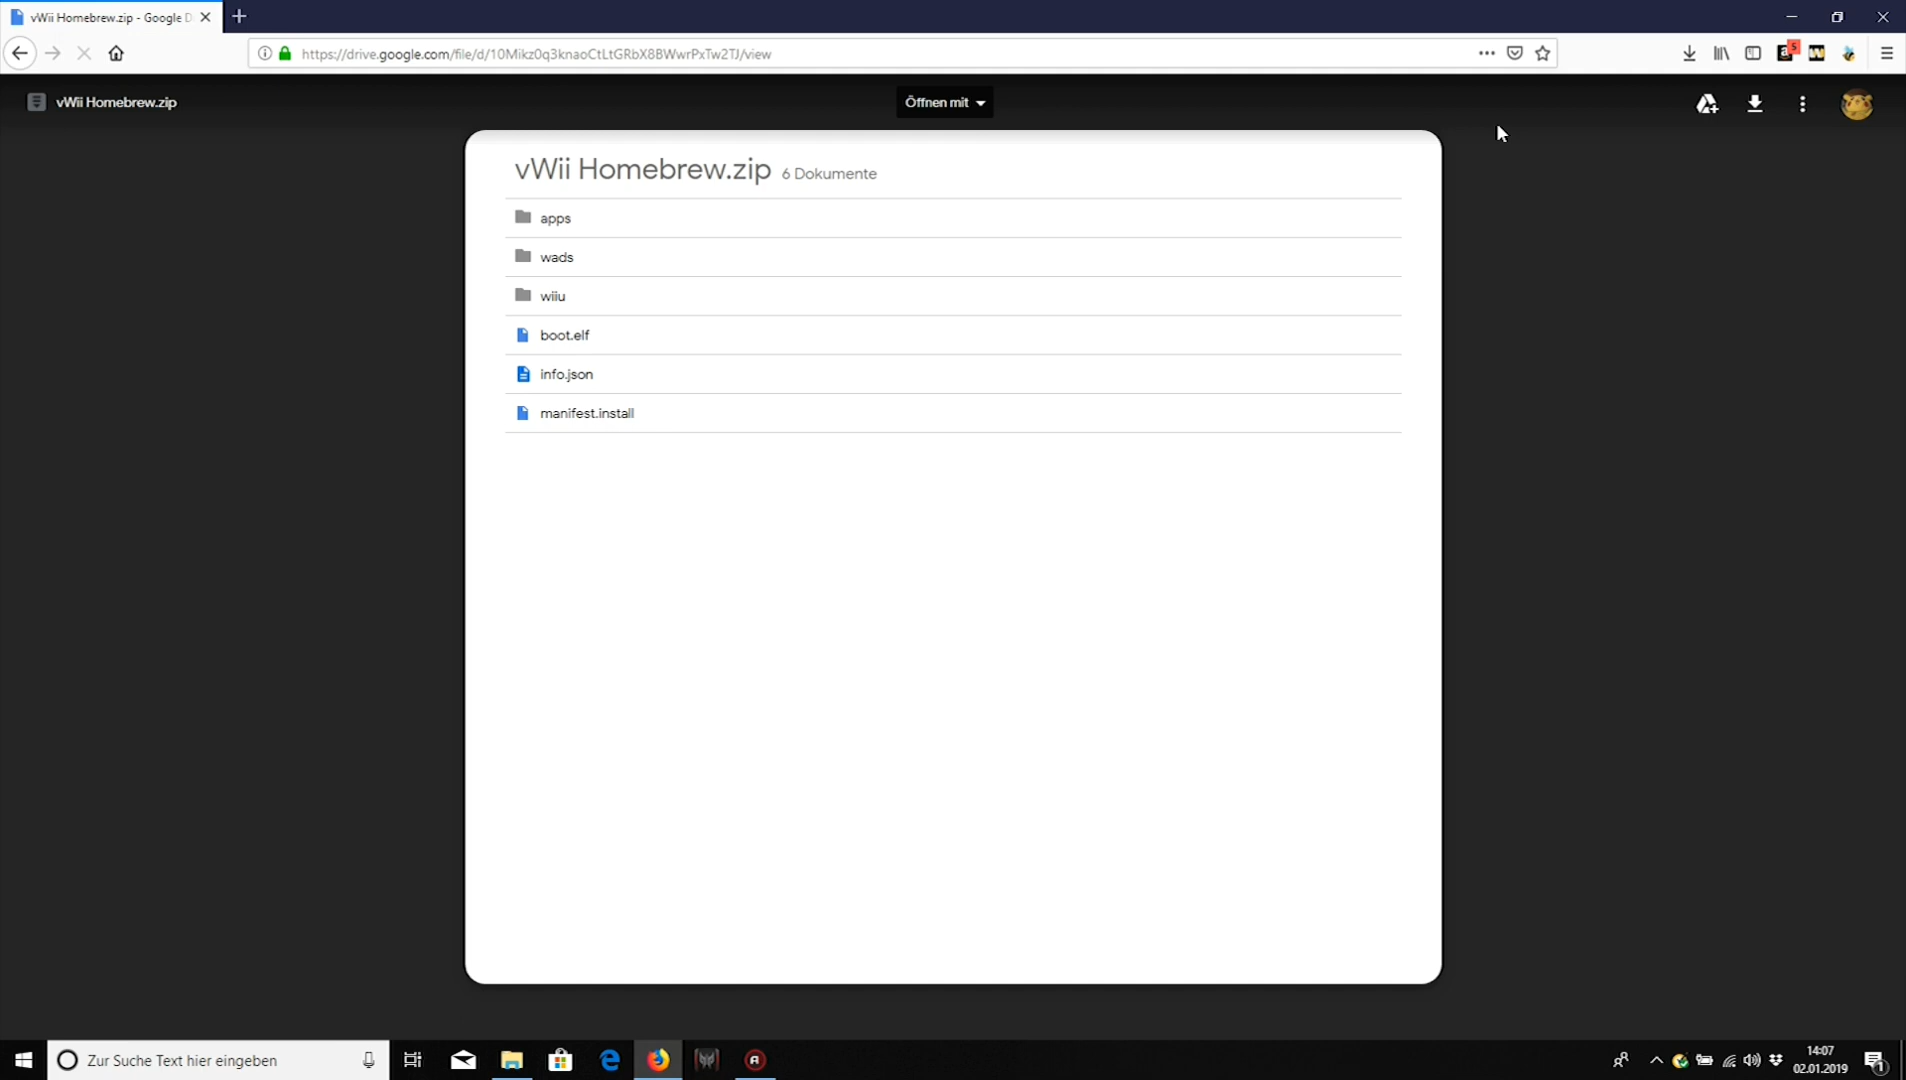 vWii Homebrew.zip - Google D
https://drive.google.com/file/d/10Mikz0q3knaoCtLtGRbX8BWwrPxTw2TJ/view
5
vWii Homebrew.zip
Öffnen mit
vWii Homebrew.zip 6 Dokumente
apps
wads
wiiu
boot.elf
info.json
manifest.install
Zur Suche Text hier eingeben
14:07
02.01.2019
1